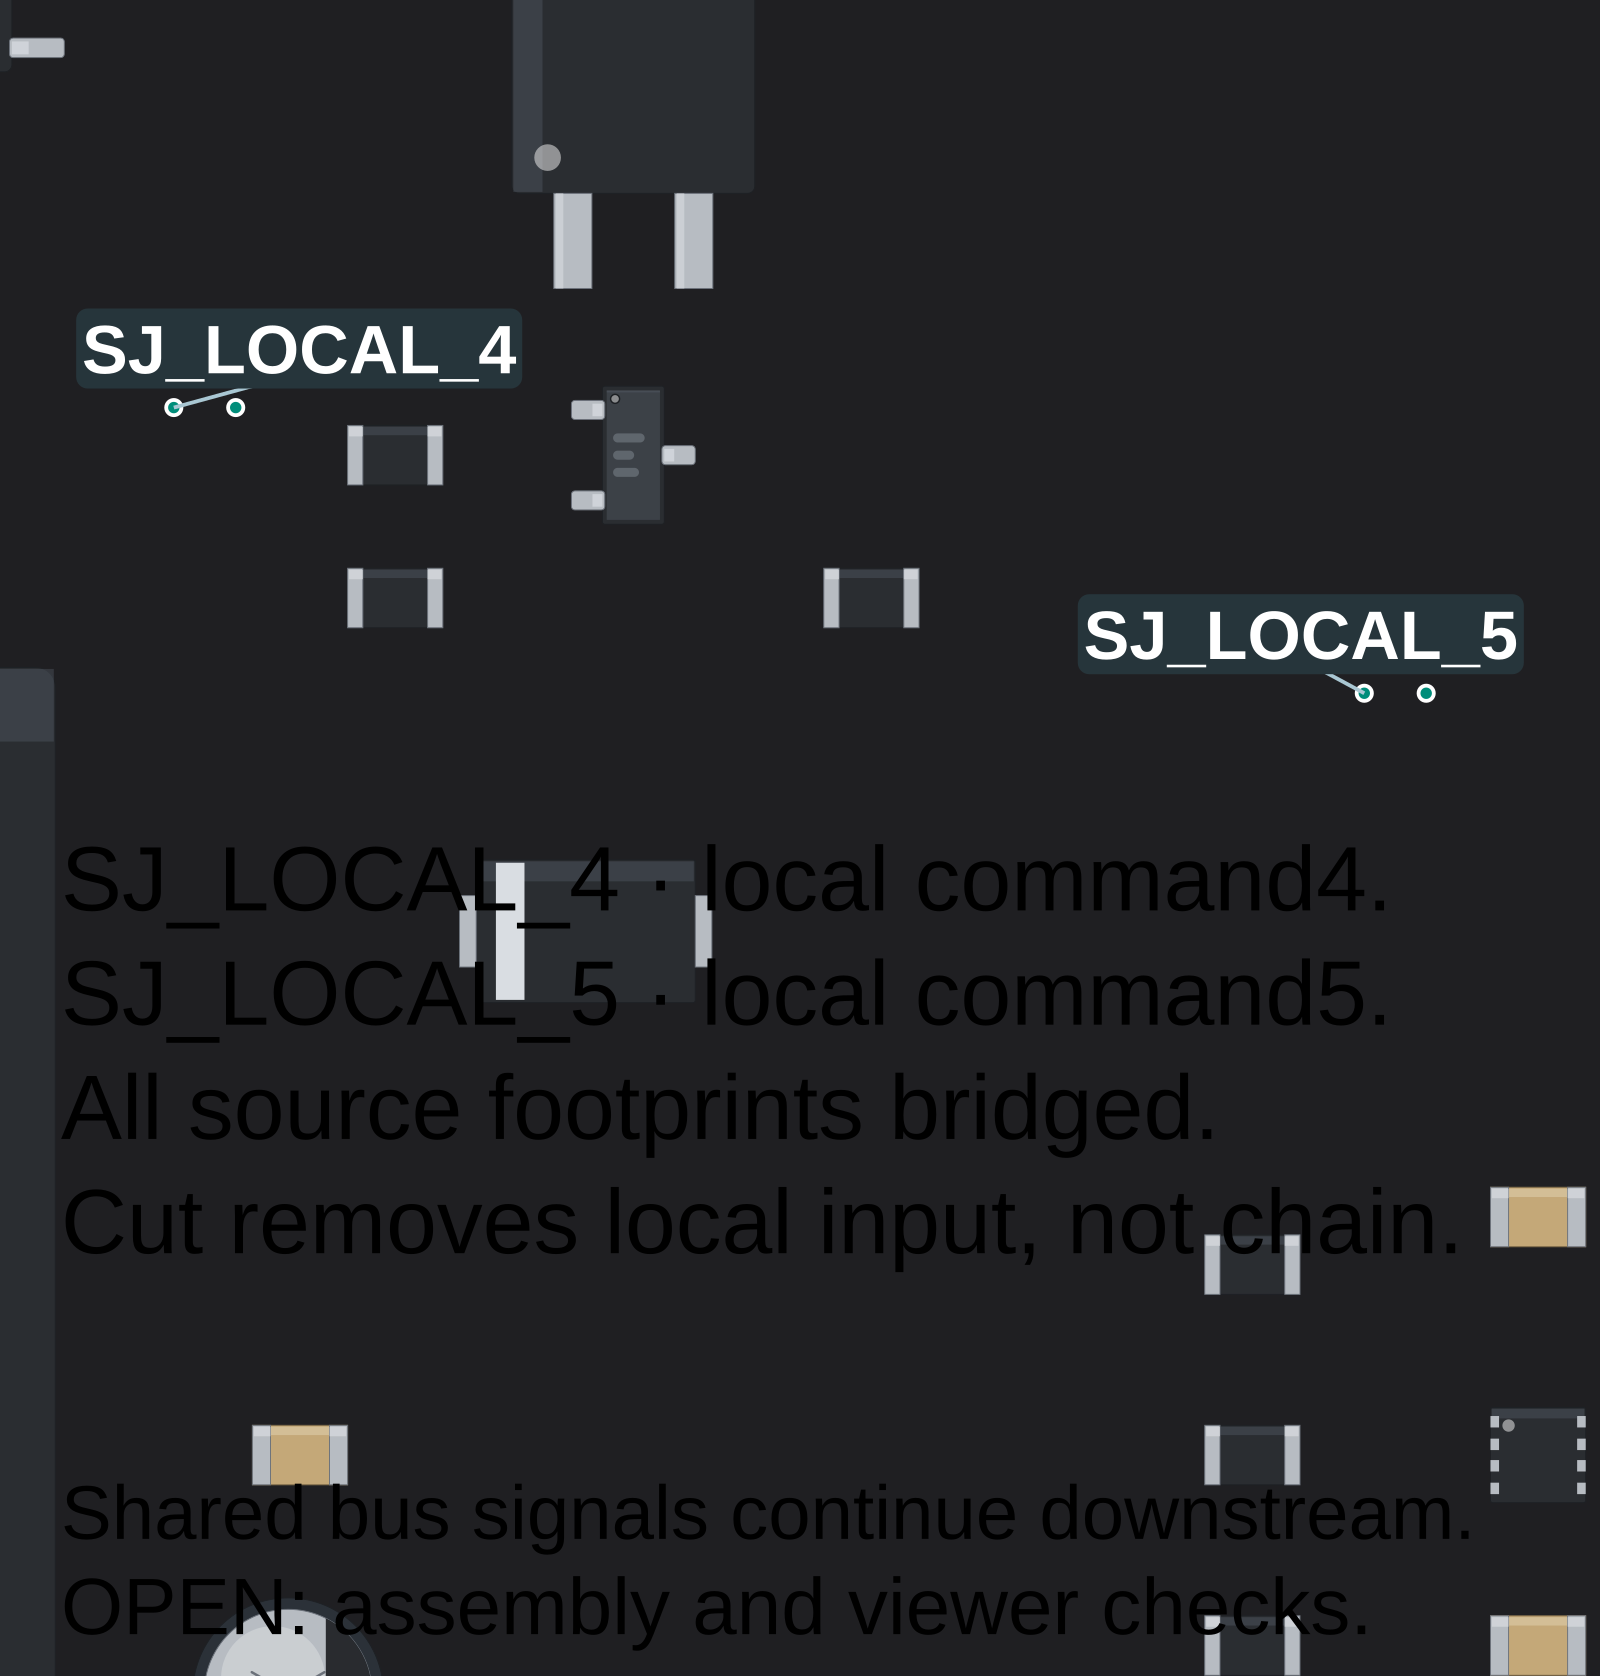 SJ_LOCAL_4
SJ_LOCAL_5
SJ_LOCAL_4 · local command4.
SJ_LOCAL_5 · local command5.
All source footprints bridged.
Cut removes local input, not chain.
Shared bus signals continue downstream.
OPEN: assembly and viewer checks.